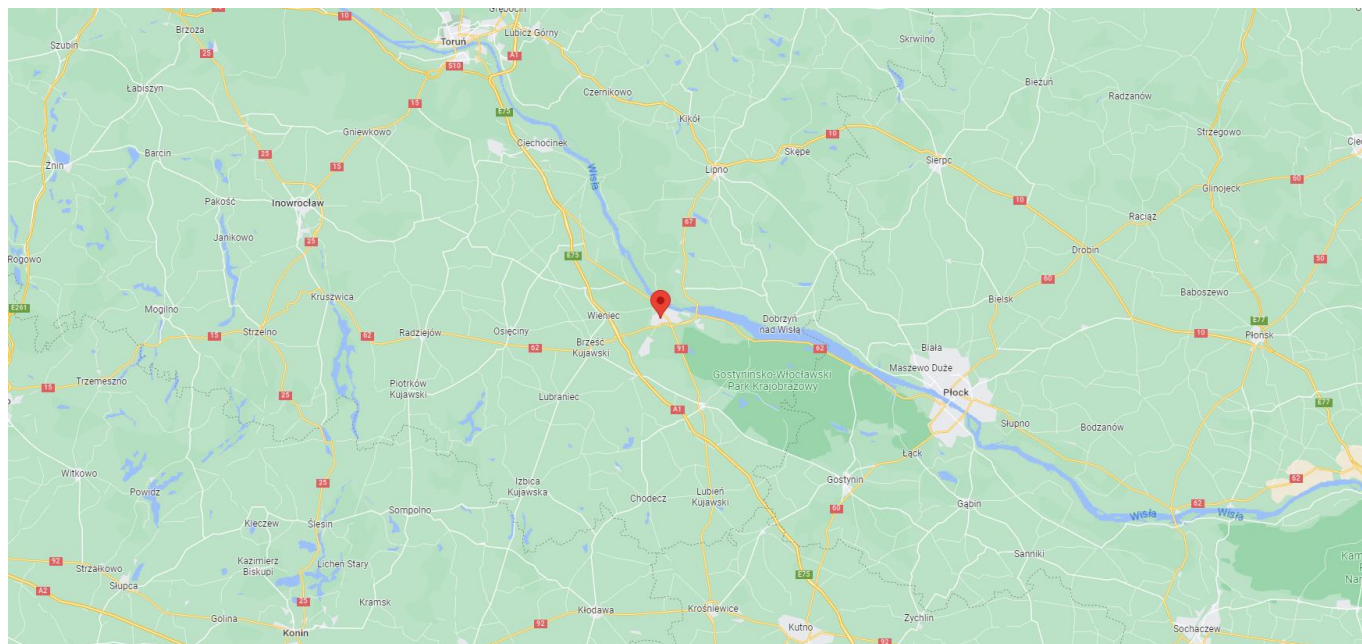 Brzoza
10
Toruń
Grębocin
Lubicz Górny
A1
S10
Skrwilno
Szubin
25
Łabiszyn
15
Gniewkowo
E75
Czernikowo
Kikół
Bieżuń
Radzanów
Strzegowo
10
Ciechocinek
Wisła
Skępe
Lipno
Sierpc
Żnin
Barcin
25
15
Pakość
Inowrocław
60
Glinojeck
Raciąż
10
67
Janikowo
25
Rogowo
E75
Drobin
50
60
E261
Mogilno
Kruszwica
Bielsk
Baboszewo
E77
15
Strzelno
62
Radziejów
Osięciny
62
Wieniec
Brześć
Kujawski
91
Dobrzyń
nad Wisłą
62
Biała
Maszewo Duże
10
Płońsk
Trzemeszno
15
25
Piotrków
Kujawski
Lubraniec
A1
Gostynińsko-Włocławski
Park Krajobrazowy
Płock
E77
Słupno
Bodzanów
Łąck
Witkowo
Powidz
25
Izbica
Kujawska
Chodecz
Lubień
Kujawski
Gostynin
60
Gąbin
62
62
Wisła
Wisła
Kleczew
Ślesin
Sompolno
Sanniki
92
Strzałkowo
Słupca
A2
Kazimierz
Biskupi
Licheń Stary
25
Kramsk
Golina
Konin
E75
Kłodawa
92
Krośniewice
Kutno
Żychlin
92
Sochaczew